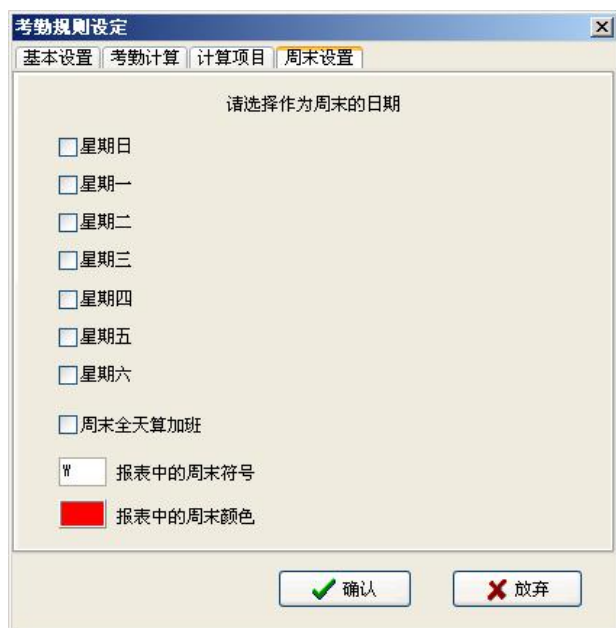 考勤规则设定
基本设置 考勤计算 计算项目 周末设置
请选择作为周末的日期
星期日
星期一
星期二
星期三
星期四
星期五
星期六
周末全天算加班
W 报表中的周末符号
报表中的周末颜色
确认 放弃